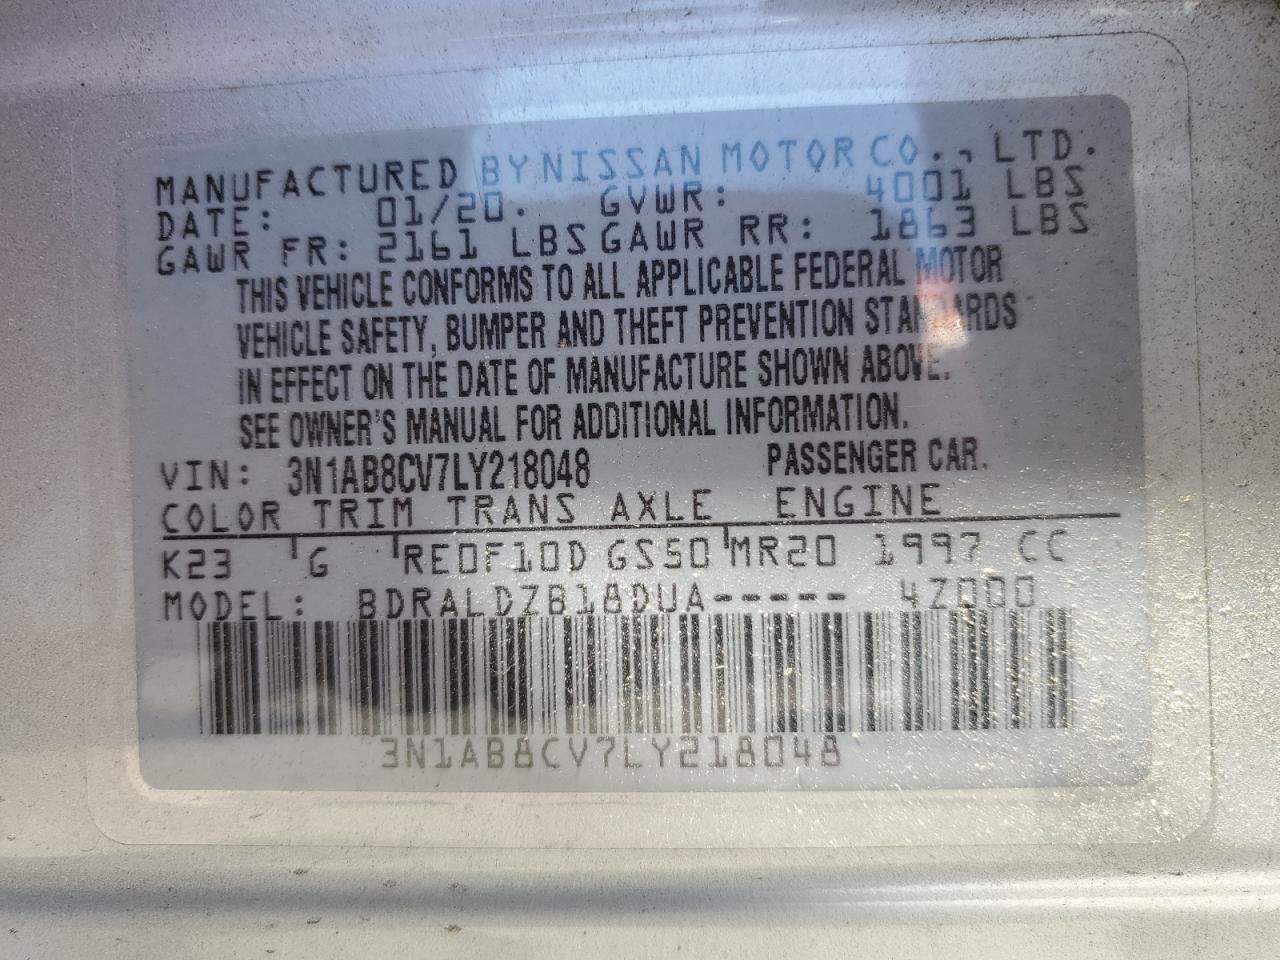 MANUFACTURED BY NISSAN MOTOR CO., LTD.
DATE: 01/20. GVWR: 4001 LBS
GAWR FR: 2161 LBS GAWR RR: 1863 LBS
THIS VEHICLE CONFORMS TO ALL APPLICABLE FEDERAL MOTOR
VEHICLE SAFETY, BUMPER AND THEFT PREVENTION STANDARDS
IN EFFECT ON THE DATE OF MANUFACTURE SHOWN ABOVE.
SEE OWNER'S MANUAL FOR ADDITIONAL INFORMATION.
VIN: 3N1AB8CV7LY218048 PASSENGER CAR.
COLOR TRIM TRANS AXLE ENGINE
K23 G RE0F10D GS50 MR20 1997 CC
MODEL: BDRALDZB18DUA----- 4Z000
3N1AB8CV7LY218048